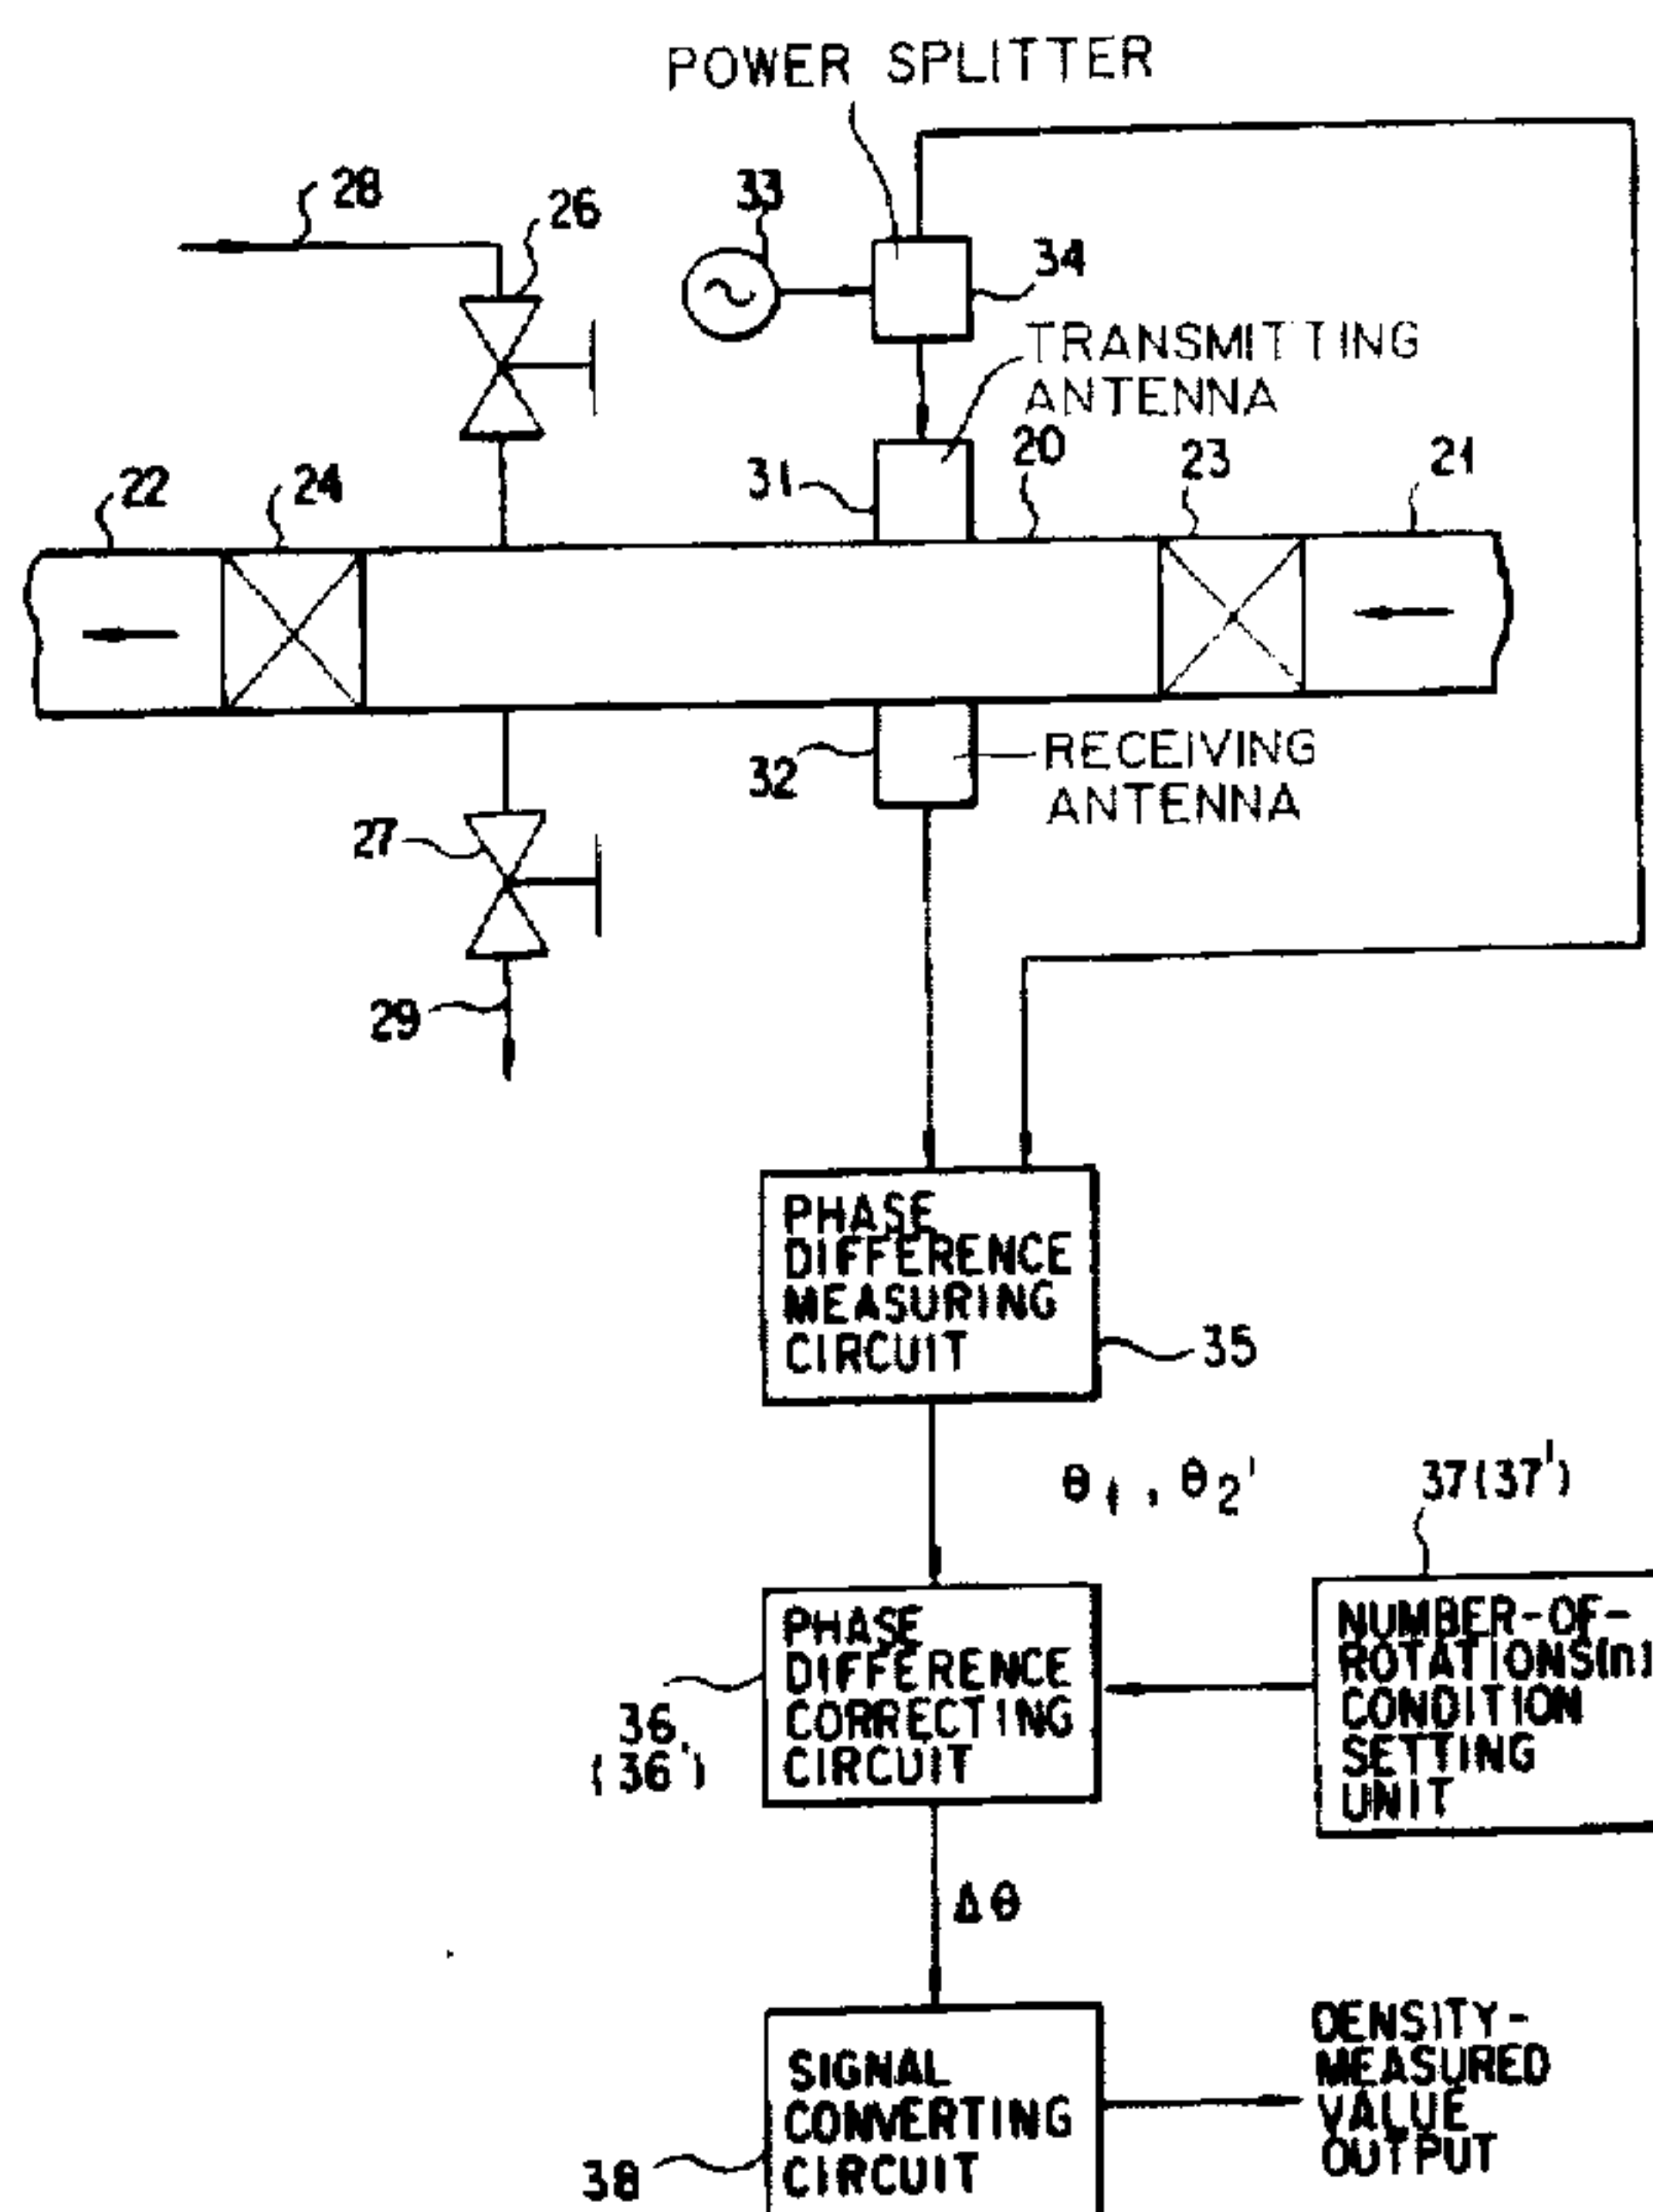 POWER SPLITTER
28
26
33
34
TRANSMITTING
ANTENNA
22
24
31
20
23
21
32
RECEIVING
ANTENNA
27
29
PHASE
DIFFERENCE
MEASURING
CIRCUIT
35
θ1, θ2'
37(37')
PHASE
DIFFERENCE
CORRECTING
CIRCUIT
36
(36')
NUMBER-OF-
ROTATIONS(n)
CONDITION
SETTING
UNIT
Δθ
SIGNAL
CONVERTING
CIRCUIT
38
DENSITY-
MEASURED
VALUE
OUTPUT